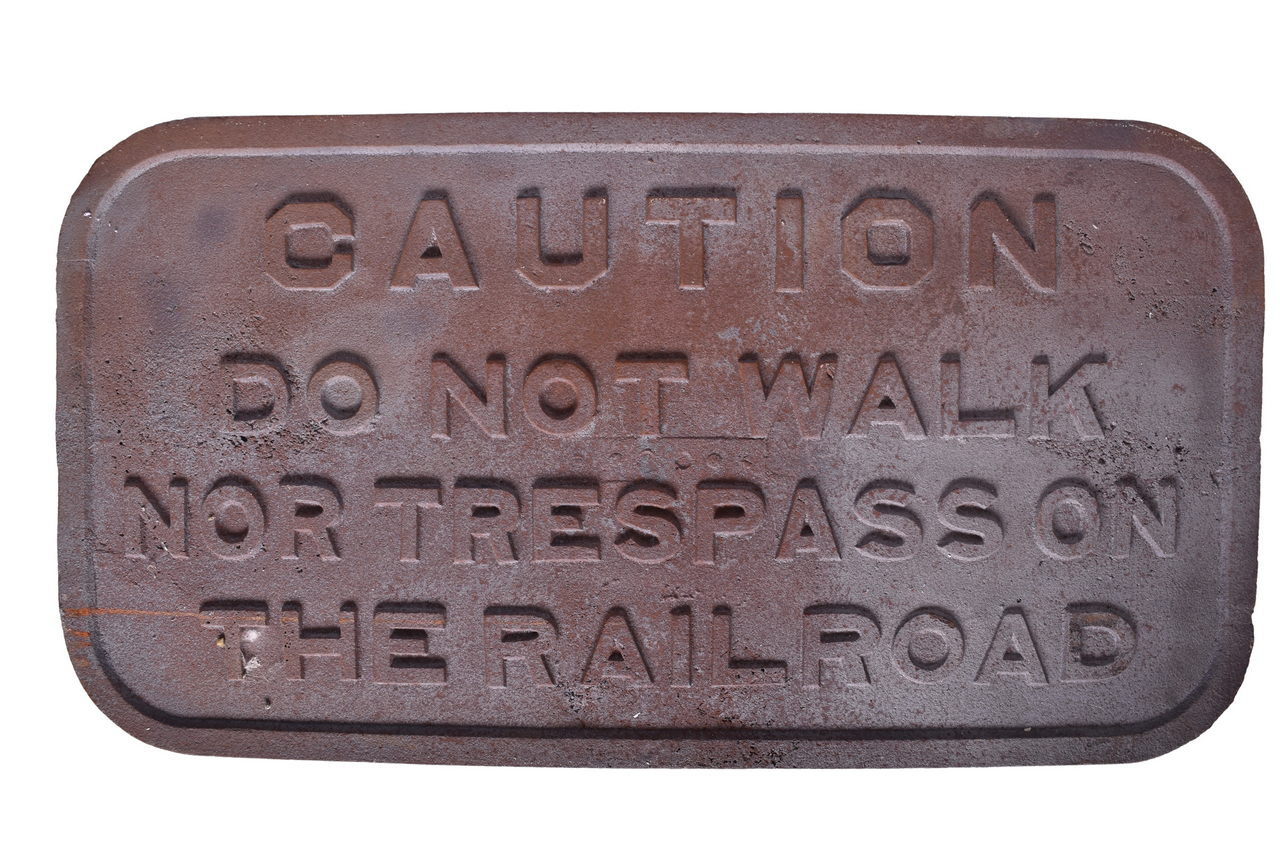 CAUTION
DO NOT WALK
NOR TRESPASS ON
THE RAILROAD